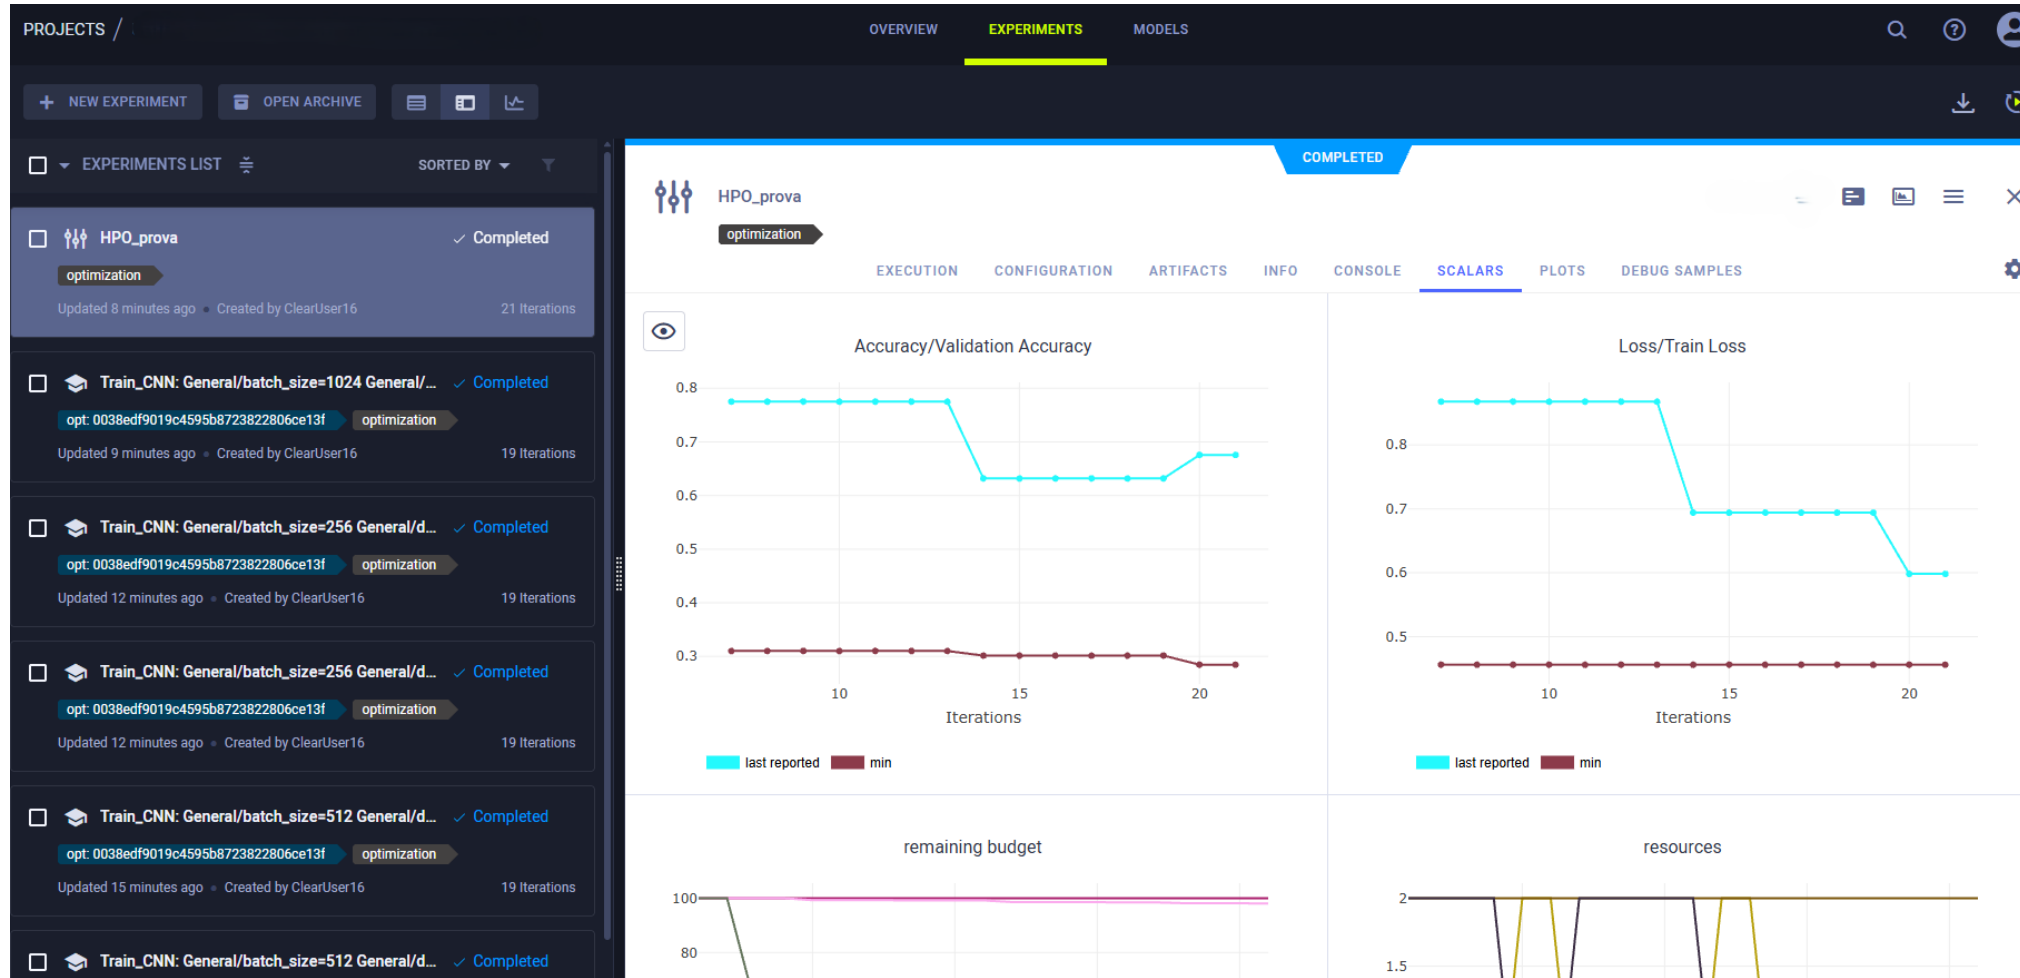 PROJECTS /
OVERVIEW EXPERIMENTS MODELS
NEW EXPERIMENT OPEN ARCHIVE
EXPERIMENTS LIST SORTED BY
HPO_prova Completed
optimization
Updated 8 minutes ago • Created by ClearUser16 21 Iterations
Train_CNN: General/batch_size=1024 General/... Completed
opt: 0038edf9019c4595b8723822806ce13f optimization
Updated 9 minutes ago • Created by ClearUser16 19 Iterations
Train_CNN: General/batch_size=256 General/d... Completed
opt: 0038edf9019c4595b8723822806ce13f optimization
Updated 12 minutes ago • Created by ClearUser16 19 Iterations
Train_CNN: General/batch_size=256 General/d... Completed
opt: 0038edf9019c4595b8723822806ce13f optimization
Updated 12 minutes ago • Created by ClearUser16 19 Iterations
Train_CNN: General/batch_size=512 General/d... Completed
opt: 0038edf9019c4595b8723822806ce13f optimization
Updated 15 minutes ago • Created by ClearUser16 19 Iterations
Train_CNN: General/batch_size=512 General/d... Completed
COMPLETED
HPO_prova
optimization
EXECUTION CONFIGURATION ARTIFACTS INFO CONSOLE SCALARS PLOTS DEBUG SAMPLES
Accuracy/Validation Accuracy
0.8
0.7
0.6
0.5
0.4
0.3
10 15 20
Iterations
last reported min
Loss/Train Loss
0.8
0.7
0.6
0.5
10 15 20
Iterations
last reported min
remaining budget
100
80
resources
2
1.5